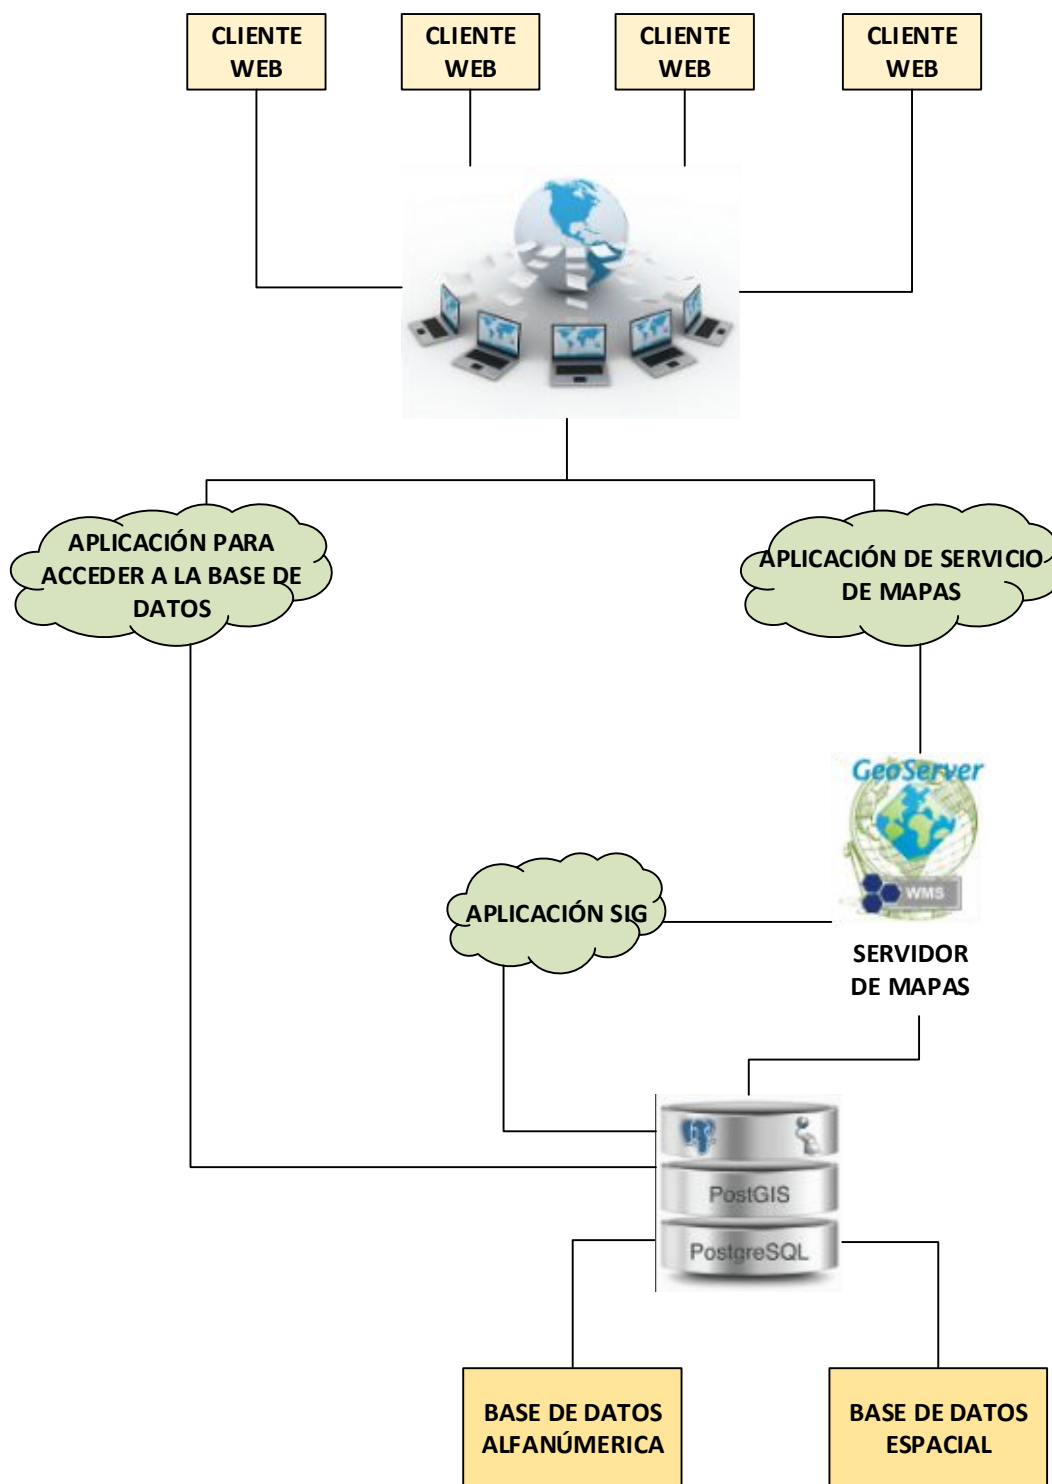 CLIENTE
WEB
CLIENTE
WEB
CLIENTE
WEB
CLIENTE
WEB
APLICACIÓN PARA
ACCEDER A LA BASE DE
DATOS
APLICACIÓN DE SERVICIO
DE MAPAS
GeoServer
WMS
APLICACIÓN SIG
SERVIDOR
DE MAPAS
PostGIS
PostgreSQL
BASE DE DATOS
ALFANÚMERICA
BASE DE DATOS
ESPACIAL